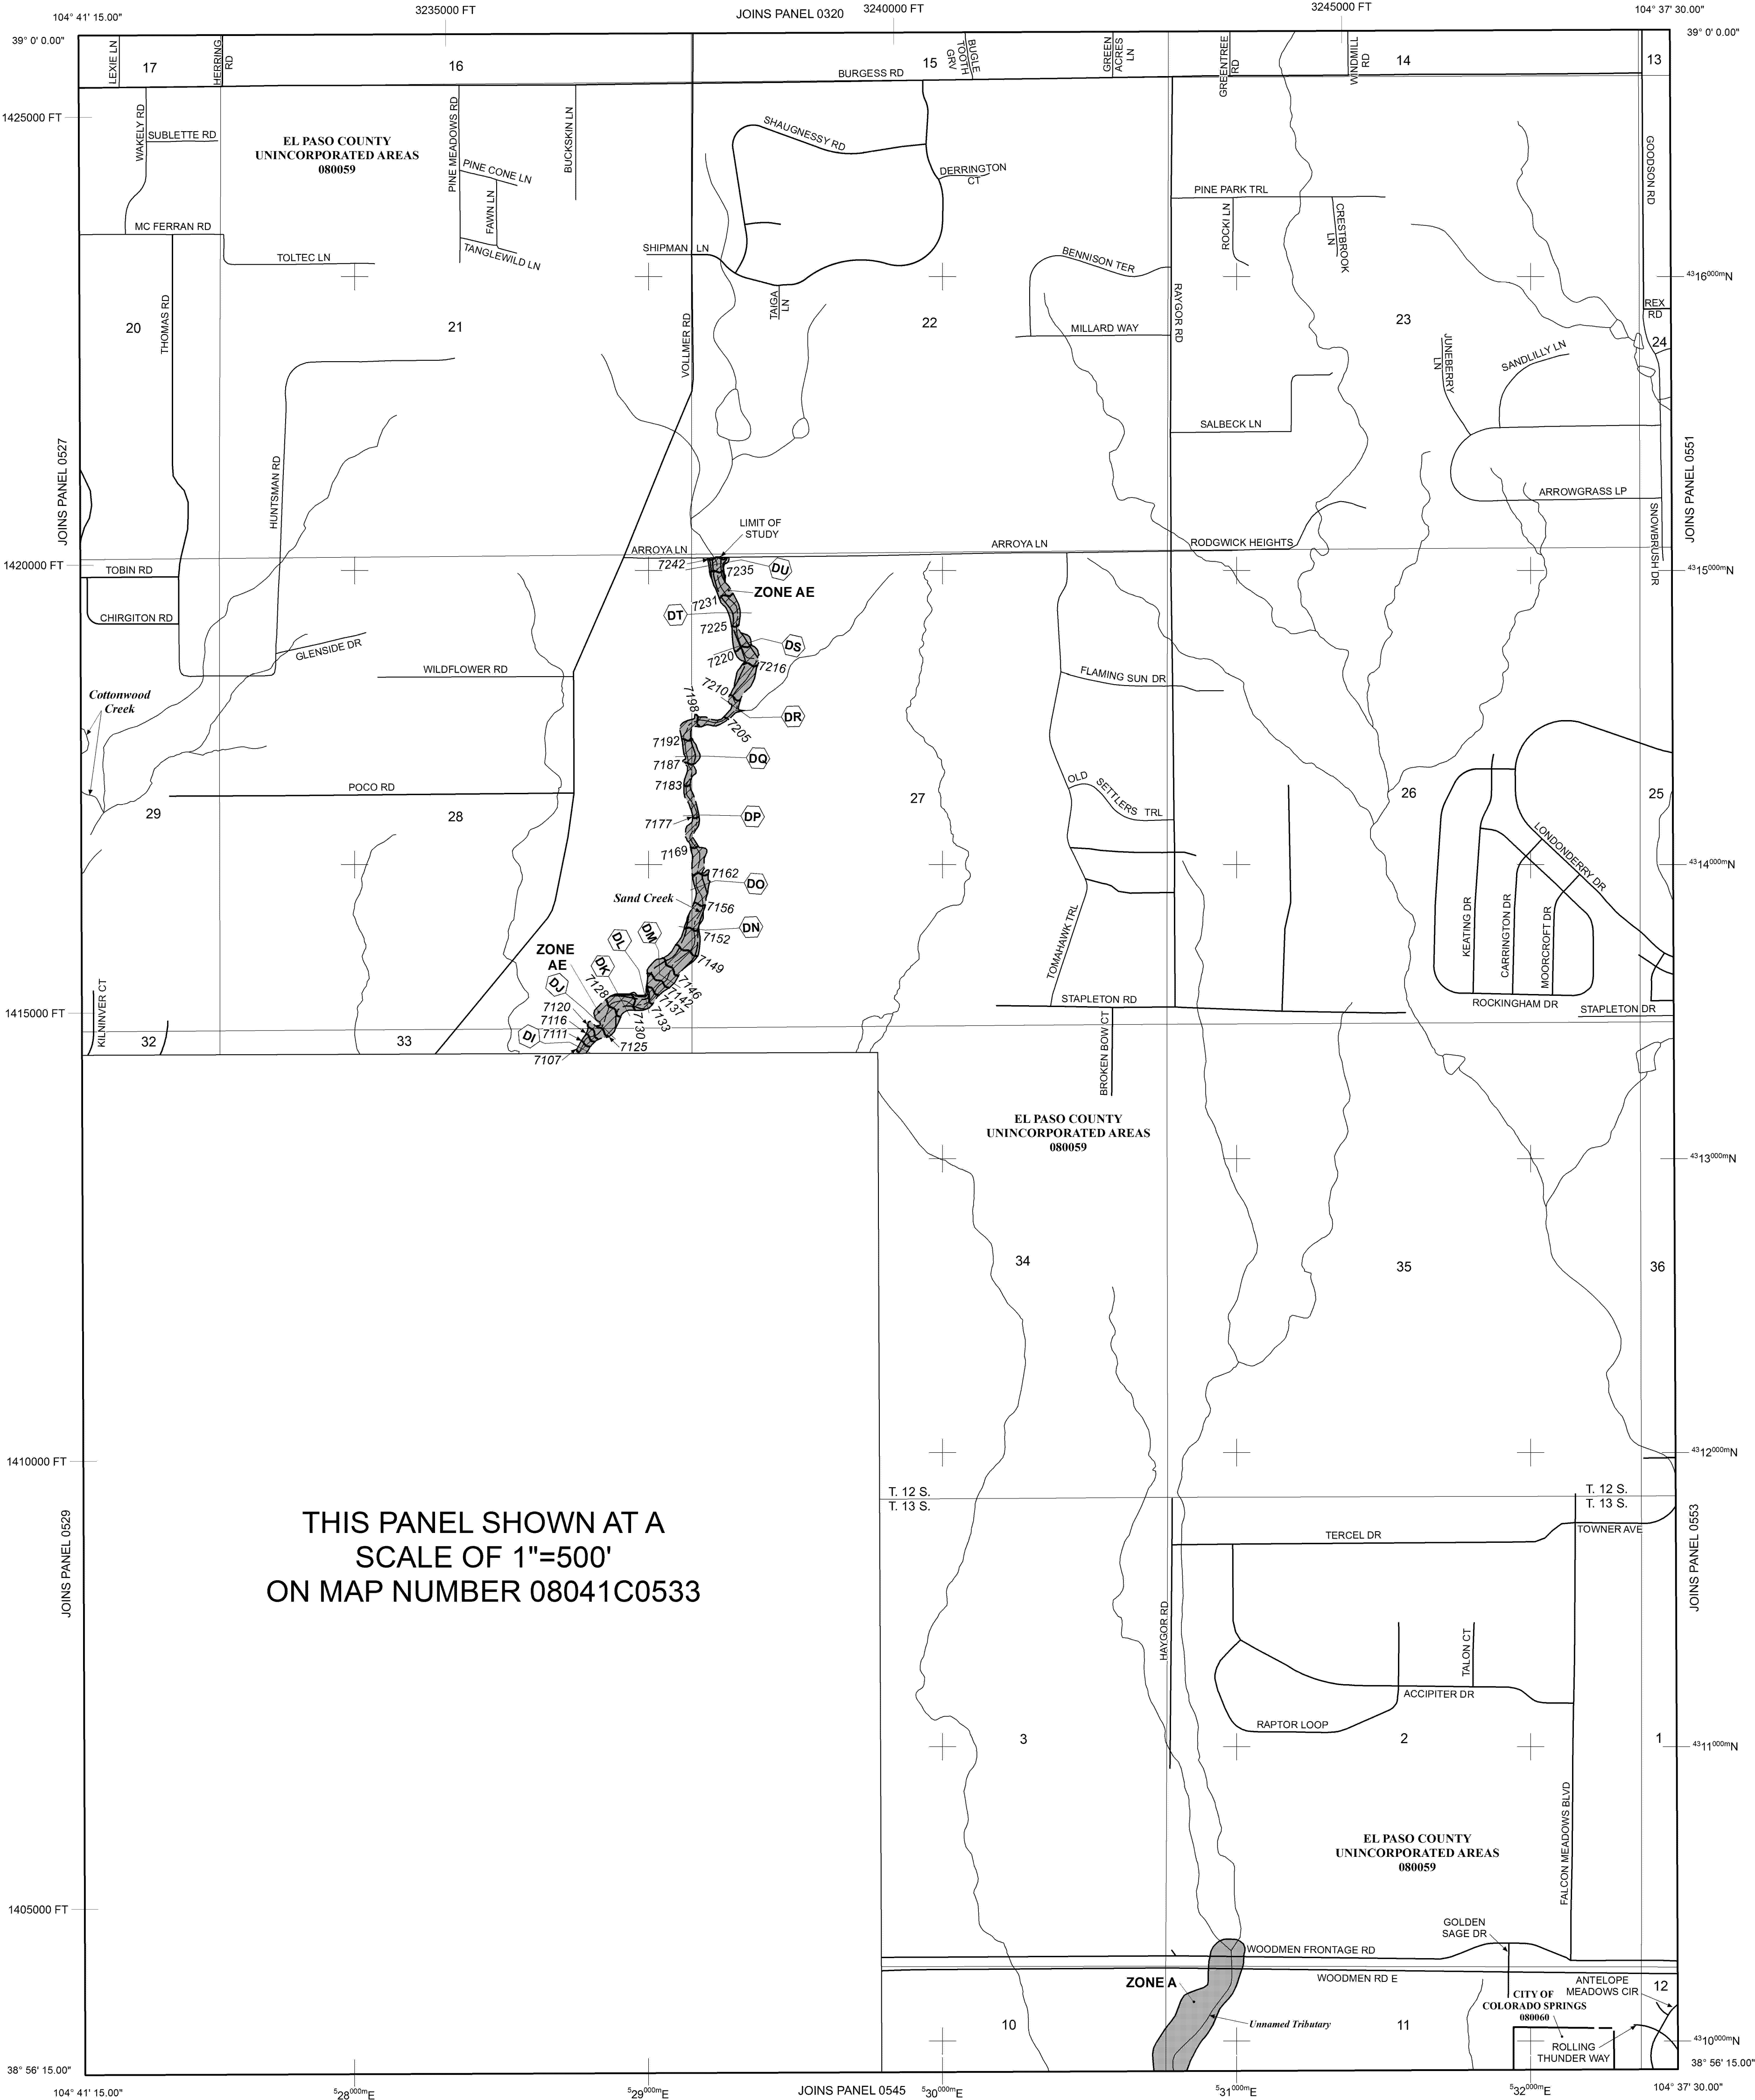 104° 41' 15.00"
3235000 FT
JOINS PANEL 0320
3240000 FT
3245000 FT
104° 37' 30.00"
39° 0' 0.00"
39° 0' 0.00"
LEXIE LN
17
HERRING
RD
16
15
BUGLE
TOOTH
GRV
GREEN
ACRES
LN
GREENTREE
RD
WINDMILL
RD
14
13
BURGESS RD
1425000 FT
WAKELY RD
SUBLETTE RD
EL PASO COUNTY
UNINCORPORATED AREAS
080059
PINE MEADOWS RD
PINE CONE LN
FAWN LN
BUCKSKIN LN
SHAUGNESSY RD
DERRINGTON
CT
PINE PARK TRL
ROCKI LN
CRESTBROOK
LN
GOODSON RD
MC FERRAN RD
TOLTEC LN
TANGLEWILD LN
SHIPMAN LN
BENNISON TER
4316000mN
THOMAS RD
TAIGA
LN
RAYGOR RD
REX
RD
20
21
VOLLMER RD
22
MILLARD WAY
23
24
JUNEBERRY
LN
SANDLILLY LN
JOINS PANEL 0527
HUNTSMAN RD
SALBECK LN
JOINS PANEL 0551
ARROWGRASS LP
SNOWBRUSH DR
LIMIT OF
STUDY
ARROYA LN
ARROYA LN
RODGWICK HEIGHTS
1420000 FT
TOBIN RD
7242
7235
DU
4315000mN
ZONE AE
7231
DT
CHIRGITON RD
7225
GLENSIDE DR
DS
7220
7216
WILDFLOWER RD
FLAMING SUN DR
Cottonwood
Creek
7210
7198
DR
7205
7192
DQ
7187
7183
OLD SETTLERS TRL
POCO RD
29
28
27
26
25
7177
DP
LONDONDERRY DR
7169
4314000mN
7162
DO
Sand Creek
7156
KEATING DR
CARRINGTON DR
MOORCROFT DR
TOMAHAWK TRL
DN
7152
DM
DL
ZONE
AE
7149
DK
DJ
7128
7146
7142
7137
7133
7130
7120
7116
DI
7111
7125
7107
KILNINVER CT
STAPLETON RD
ROCKINGHAM DR
STAPLETON DR
1415000 FT
32
33
BROKEN BOW CT
EL PASO COUNTY
UNINCORPORATED AREAS
080059
4313000mN
34
35
36
1410000 FT
4312000mN
T. 12 S.
T. 13 S.
T. 12 S.
T. 13 S.
THIS PANEL SHOWN AT A
SCALE OF 1"=500'
ON MAP NUMBER 08041C0533
JOINS PANEL 0529
TERCEL DR
TOWNER AVE
JOINS PANEL 0553
HAYGOR RD
TALON CT
ACCIPITER DR
RAPTOR LOOP
3
2
1
4311000mN
FALCON MEADOWS BLVD
EL PASO COUNTY
UNINCORPORATED AREAS
080059
1405000 FT
GOLDEN
SAGE DR
WOODMEN FRONTAGE RD
WOODMEN RD E
ZONE A
ANTELOPE
MEADOWS CIR
12
CITY OF
COLORADO SPRINGS
080060
10
Unnamed Tributary
11
ROLLING
THUNDER WAY
4310000mN
38° 56' 15.00"
38° 56' 15.00"
104° 41' 15.00"
528000mE
529000mE
JOINS PANEL 0545
530000mE
531000mE
532000mE
104° 37' 30.00"